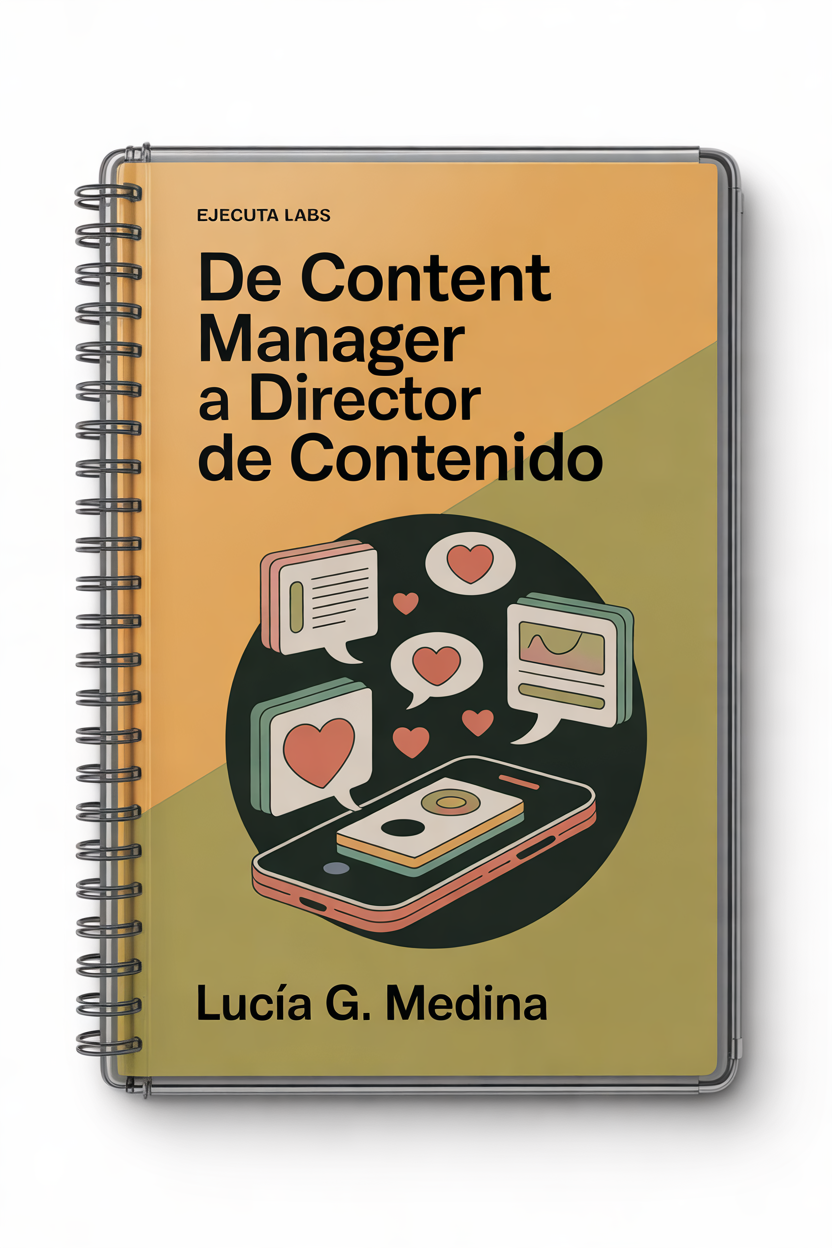 EJECUTA LABS
De Content
Manager
a Director
de Contenido
Lucía G. Medina